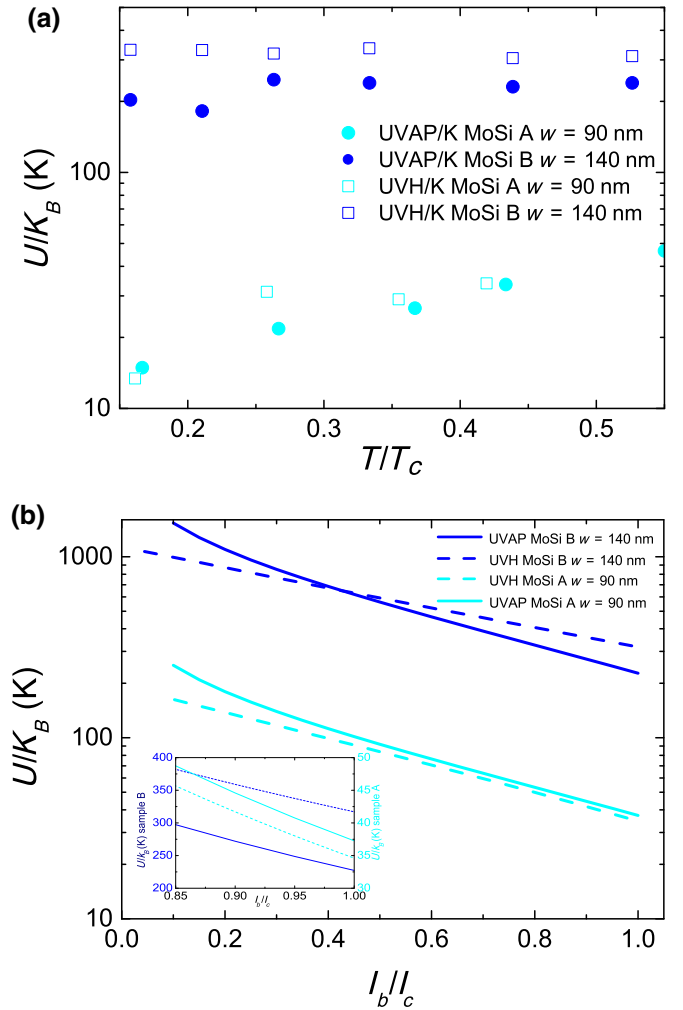 (a)
100
10
U/K_B (K)
UVAP/K MoSi A w = 90 nm
UVAP/K MoSi B w = 140 nm
UVH/K MoSi A w = 90 nm
UVH/K MoSi B w = 140 nm
0.2 0.3 0.4 0.5
T/T_C
(b)
1000
100
10
U/K_B (K)
UVAP MoSi B w = 140 nm
UVH MoSi B w = 140 nm
UVH MoSi A w = 90 nm
UVAP MoSi A w = 90 nm
400
350
300
250
200
U/k_B(K) sample B
50
45
40
35
30
U/k_B(K) sample A
0.85 0.90 0.95 1.00
I_b/I_c
0.0 0.2 0.4 0.6 0.8 1.0
I_b/I_c